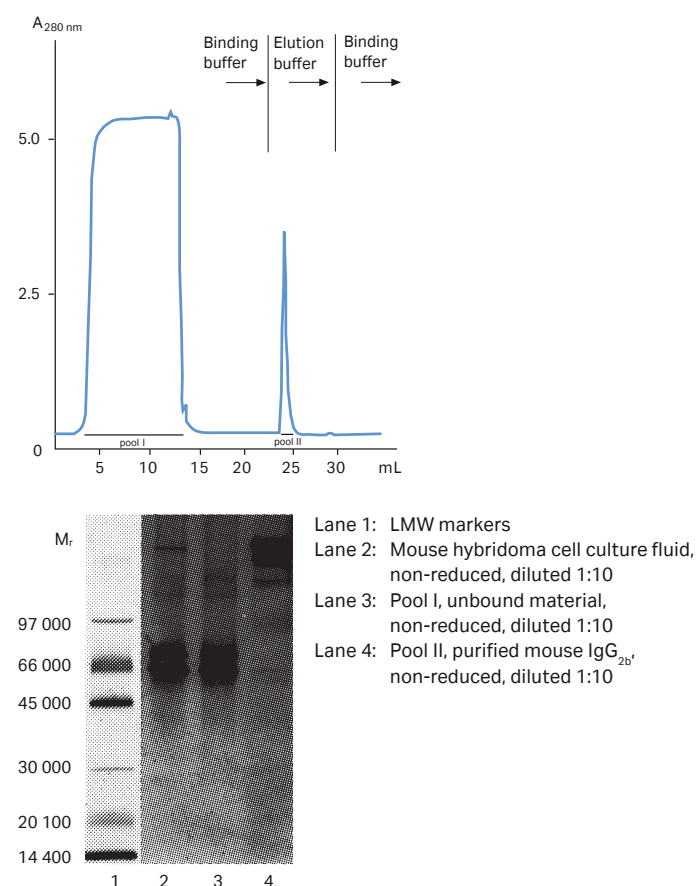 A280 nm
Binding buffer
Elution buffer
Binding buffer
5.0
2.5
0
pool I
pool II
5 10 15 20 25 30 mL
Mr
97 000
66 000
45 000
30 000
20 100
14 400
1 2 3 4
Lane 1: LMW markers
Lane 2: Mouse hybridoma cell culture fluid,
non-reduced, diluted 1:10
Lane 3: Pool I, unbound material,
non-reduced, diluted 1:10
Lane 4: Pool II, purified mouse IgG2b,
non-reduced, diluted 1:10